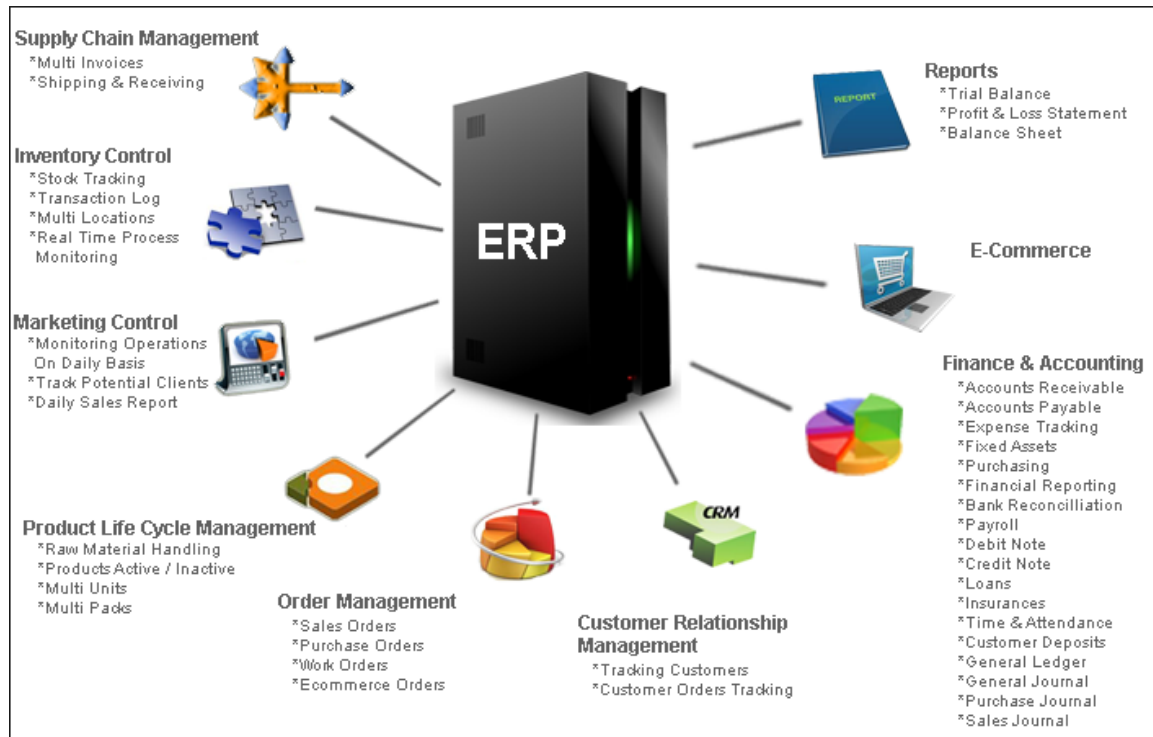 Supply Chain Management
*Multi Invoices
*Shipping & Receiving
Inventory Control
*Stock Tracking
*Transaction Log
*Multi Locations
*Real Time Process
Monitoring
Marketing Control
*Monitoring Operations
On Daily Basis
*Track Potential Clients
*Daily Sales Report
Product Life Cycle Management
*Raw Material Handling
*Products Active / Inactive
*Multi Units
*Multi Packs
Order Management
*Sales Orders
*Purchase Orders
*Work Orders
*Ecommerce Orders
ERP
CRM
Customer Relationship
Management
*Tracking Customers
*Customer Orders Tracking
REPORT
Reports
*Trial Balance
*Profit & Loss Statement
*Balance Sheet
E-Commerce
Finance & Accounting
*Accounts Receivable
*Accounts Payable
*Expense Tracking
*Fixed Assets
*Purchasing
*Financial Reporting
*Bank Reconcilliation
*Payroll
*Debit Note
*Credit Note
*Loans
*Insurances
*Time & Attendance
*Customer Deposits
*General Ledger
*General Journal
*Purchase Journal
*Sales Journal